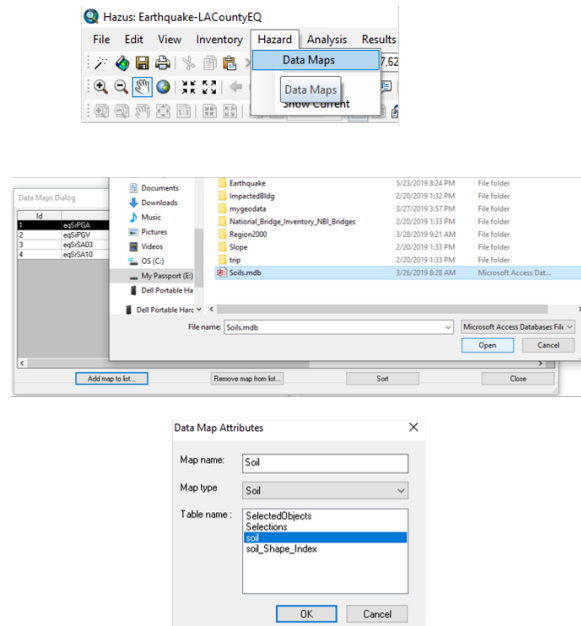 Hazus: Earthquake-LACountyEQ
File Edit View Inventory Hazard Analysis Results
Data Maps
7,62
Data Maps
Show Current
Documents
Downloads
Music
Pictures
Videos
OS (C:)
My Passport (E:)
Dell Portable Ha
Dell Portable Harc
Earthquake 5/23/2019 8:24 PM File folder
ImpactedBldg 2/20/2019 1:32 PM File folder
mygeodata 3/27/2019 3:57 PM File folder
National_Bridge_Inventory_NBI_Bridges 2/20/2019 1:33 PM File folder
Region2000 3/28/2019 9:21 AM File folder
Slope 2/20/2019 1:33 PM File folder
trip 2/20/2019 1:33 PM File folder
Soils.mdb 3/26/2019 8:28 AM Microsoft Access Dat...
Data Maps Dialog
Id
1 eqSrPGA
2 eqSrPGV
3 eqSrSA03
4 eqSrSA10
File name: Soils.mdb Microsoft Access Databases File
Open Cancel
Add map to list... Remove map from list... Sort Close
Data Map Attributes
Map name: Soil
Map type Soil
Table name : SelectedObjects
Selections
soil
soil_Shape_Index
OK Cancel